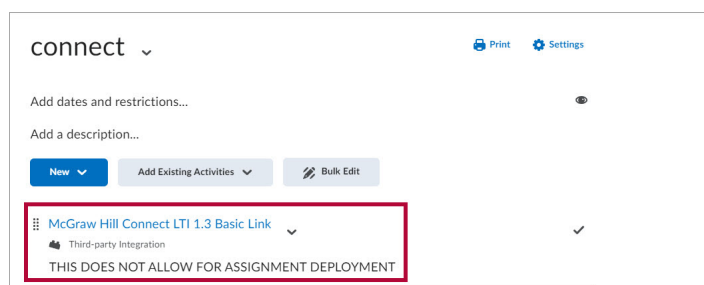 connect
Print Settings
Add dates and restrictions...
Add a description...
New Add Existing Activities Bulk Edit
McGraw Hill Connect LTI 1.3 Basic Link
Third-party Integration
THIS DOES NOT ALLOW FOR ASSIGNMENT DEPLOYMENT